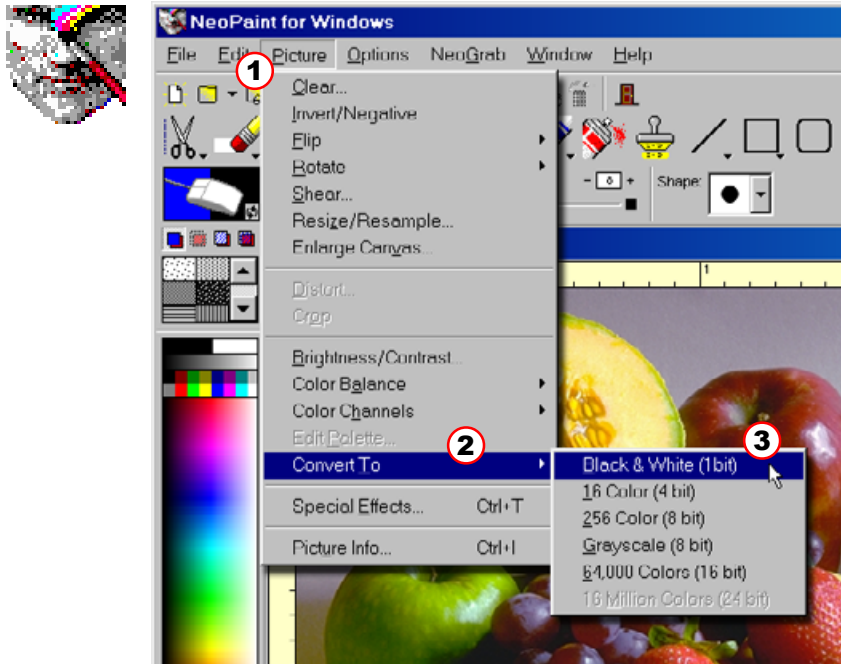 NeoPaint for Windows
File Edit Picture Options NeoGrab Window Help
1
Clear...
Invert/Negative
Flip
Rotate
Shear...
Resize/Resample...
Enlarge Canvas...
Distort...
Crop
Brightness/Contrast...
Color Balance
Color Channels
Edit Palette...
Convert To
2
Special Effects... Ctrl+T
Picture Info... Ctrl+I
- 8 + Shape:
1
3
Black & White (1bit)
16 Color (4 bit)
256 Color (8 bit)
Grayscale (8 bit)
64,000 Colors (16 bit)
16 Million Colors (24 bit)